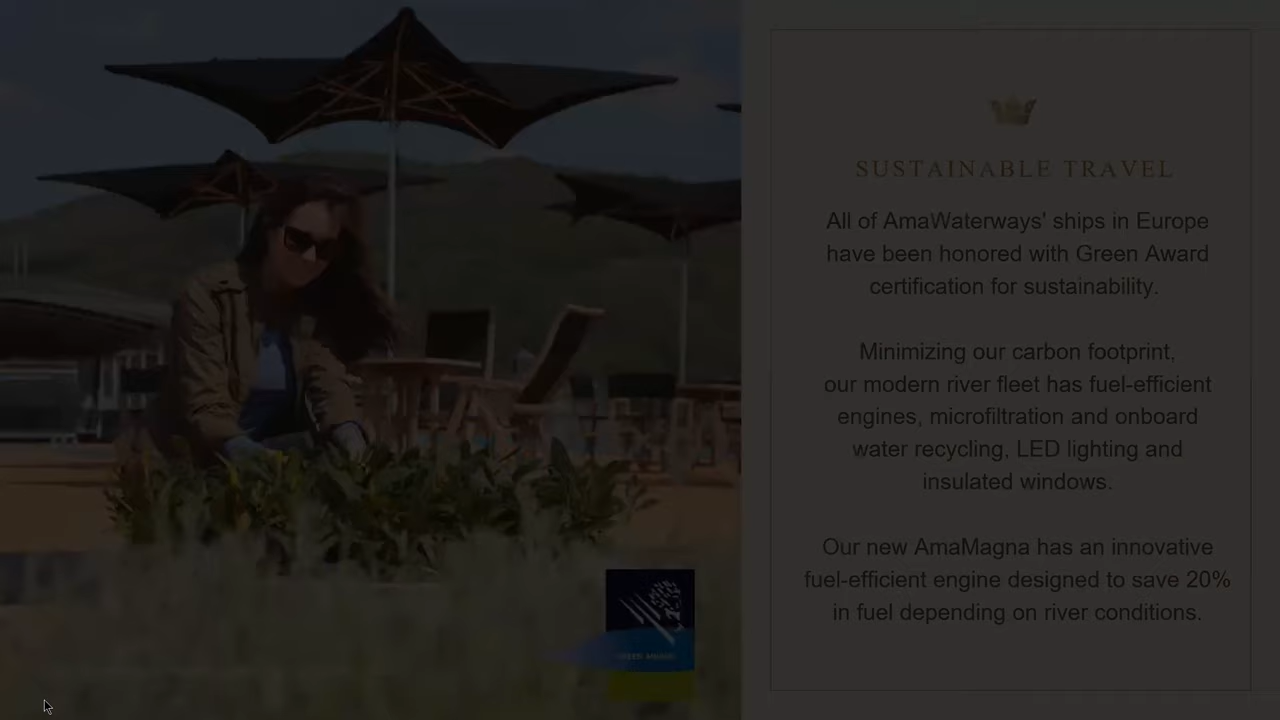 SUSTAINABLE TRAVEL
All of AmaWaterways' ships in Europe
have been honored with Green Award
certification for sustainability.
Minimizing our carbon footprint,
our modern river fleet has fuel-efficient
engines, microfiltration and onboard
water recycling, LED lighting and
insulated windows.
Our new AmaMagna has an innovative
fuel-efficient engine designed to save 20%
in fuel depending on river conditions.
GREEN AWARD